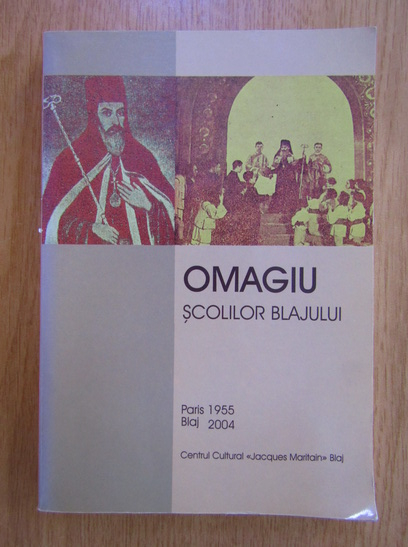 OMAGIU
ȘCOLILOR BLAJULUI
Paris 1955
Blaj 2004
Centrul Cultural «Jacques Maritain» Blaj